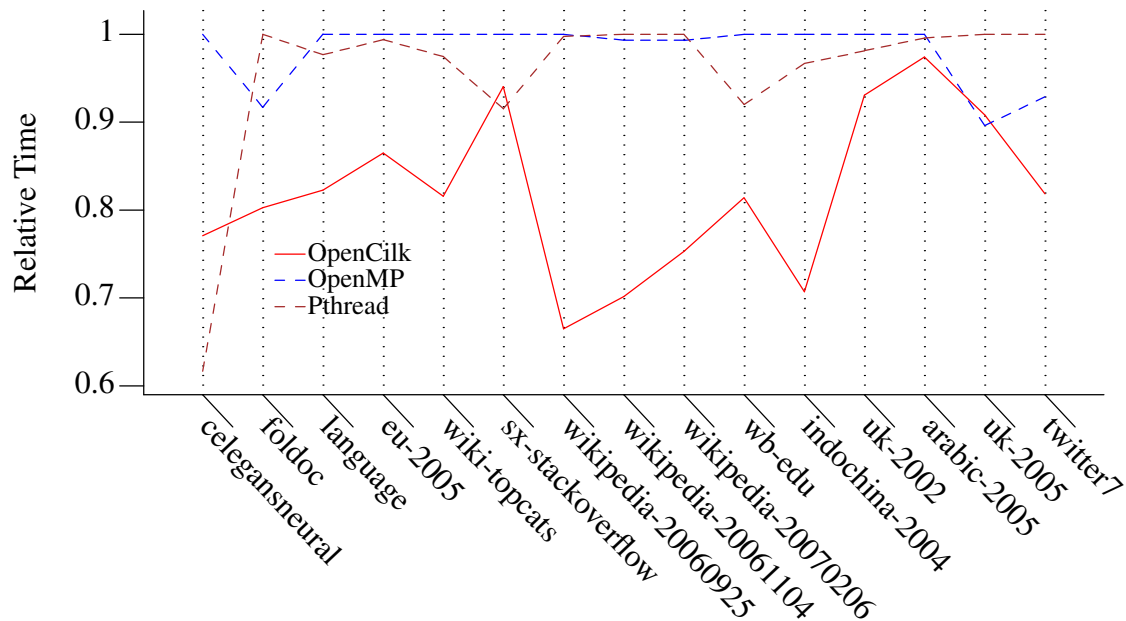 1
0.9
0.8
0.7
0.6
Relative Time
OpenCilk
OpenMP
Pthread
celegansneural
foldoc
language
eu-2005
wiki-topcats
sx-stackoverflow
wikipedia-20060925
wikipedia-20061104
wikipedia-20070206
wb-edu
indochina-2004
uk-2002
arabic-2005
uk-2005
twitter7